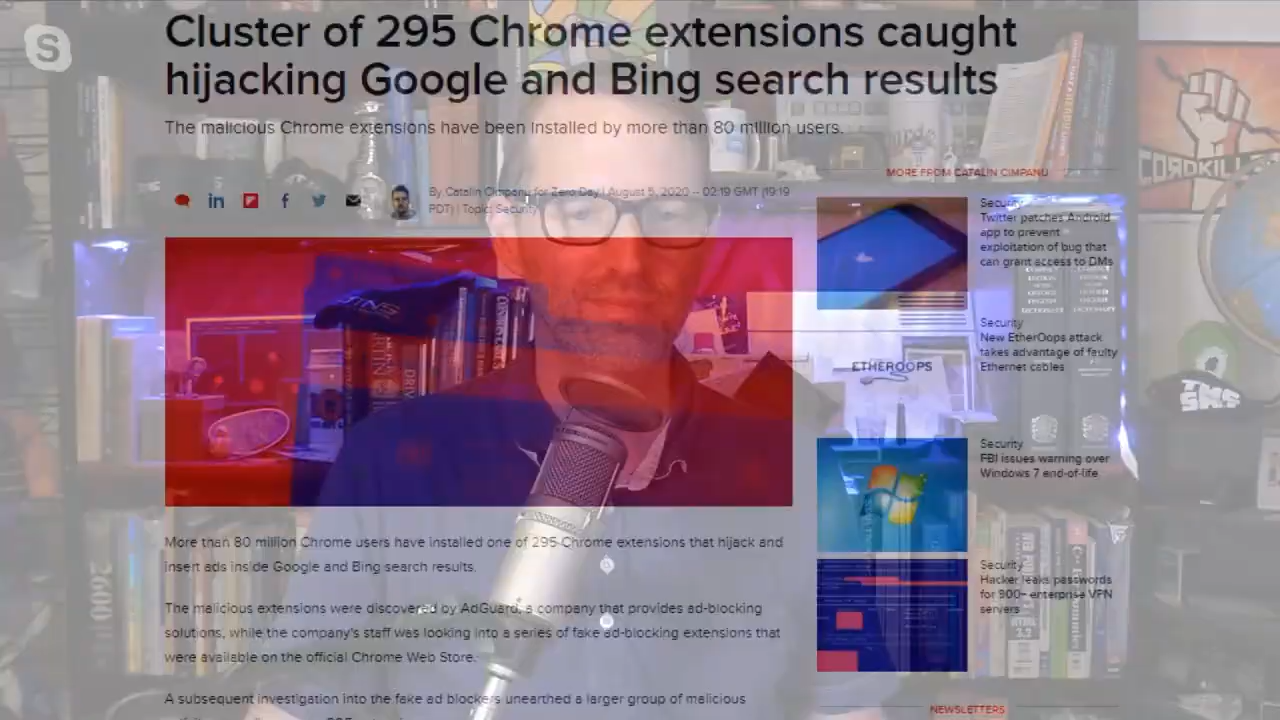 Cluster of 295 Chrome extensions caught
hijacking Google and Bing search results
The malicious Chrome extensions have been installed by more than 80 million users.
By Catalin Cimpanu for Zero Day | August 5, 2020 -- 02:19 GMT (19:19
PDT) | Topic: Security
More than 80 million Chrome users have installed one of 295 Chrome extensions that hijack and
insert ads inside Google and Bing search results.
The malicious extensions were discovered by AdGuard, a company that provides ad-blocking
solutions, while the company's staff was looking into a series of fake ad-blocking extensions that
were available on the official Chrome Web Store.
A subsequent investigation into the fake ad blockers unearthed a larger group of malicious
MORE FROM CATALIN CIMPANU
Security
Twitter patches Android
app to prevent
exploitation of bug that
can grant access to DMs
Security
New EtherOops attack
takes advantage of faulty
Ethernet cables
ETHEROOPS
Security
FBI issues warning over
Windows 7 end-of-life
Security
Hacker leaks passwords
for 900+ enterprise VPN
servers
NEWSLETTERS
S
CORDKILL
2600